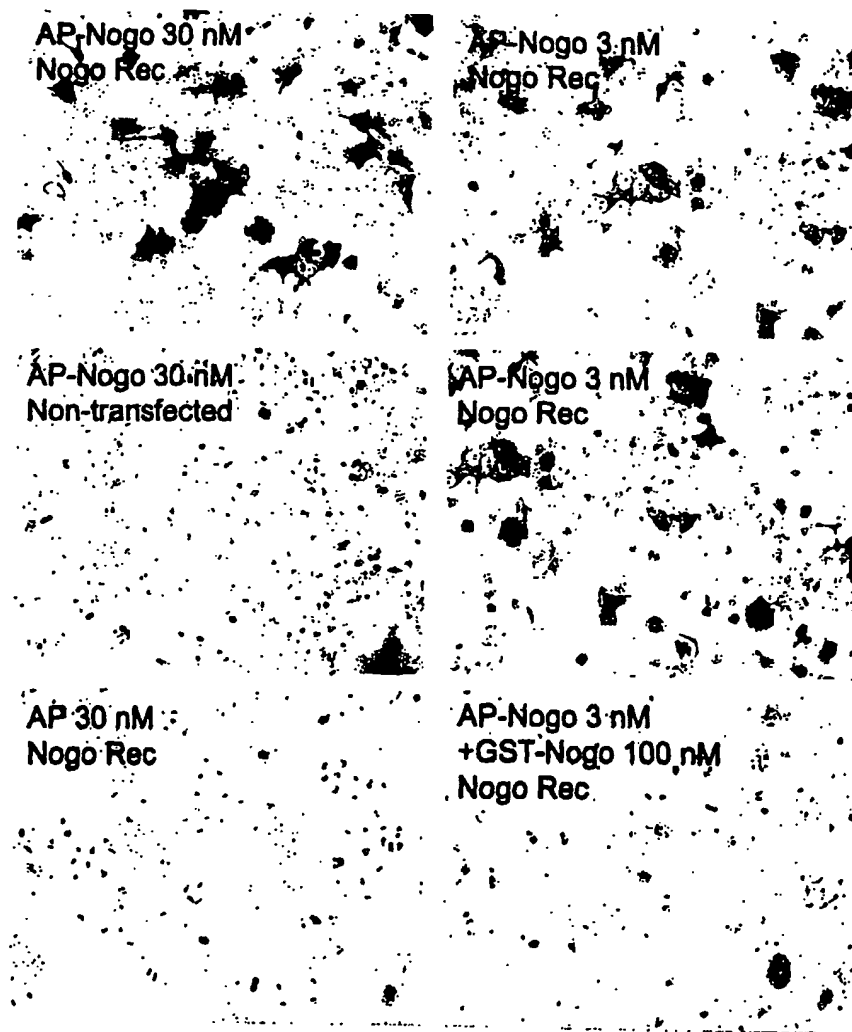 AP-Nogo 30 nM
Nogo Rec
AP-Nogo 3 nM
Nogo Rec
AP-Nogo 30 nM
Non-transfected
AP-Nogo 3 nM
Nogo Rec
AP 30 nM
Nogo Rec
AP-Nogo 3 nM
+GST-Nogo 100 nM
Nogo Rec